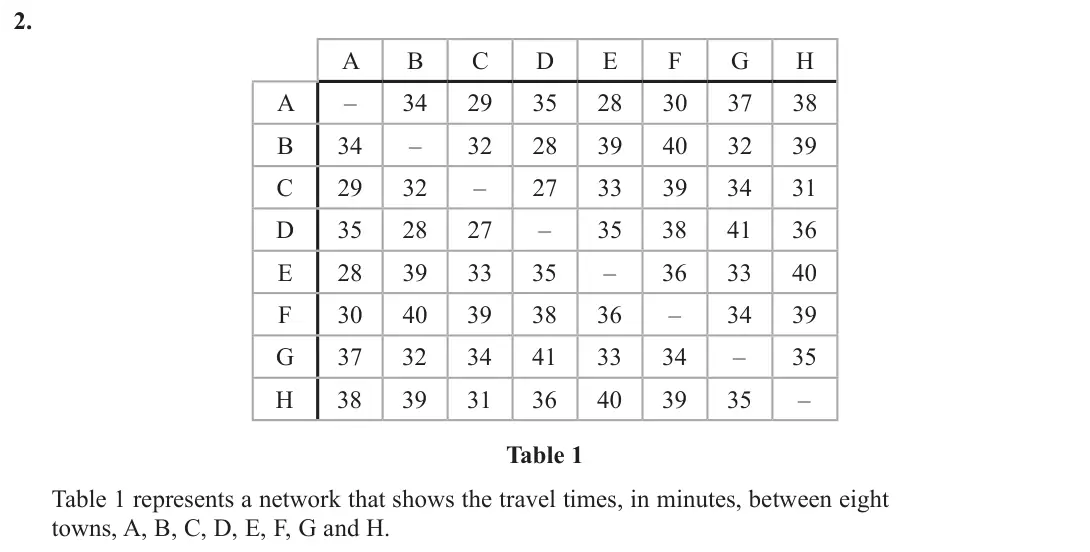 2.
A B C D E F G H
A – 34 29 35 28 30 37 38
B 34 – 32 28 39 40 32 39
C 29 32 – 27 33 39 34 31
D 35 28 27 – 35 38 41 36
E 28 39 33 35 – 36 33 40
F 30 40 39 38 36 – 34 39
G 37 32 34 41 33 34 – 35
H 38 39 31 36 40 39 35 –
Table 1
Table 1 represents a network that shows the travel times, in minutes, between eight
towns, A, B, C, D, E, F, G and H.